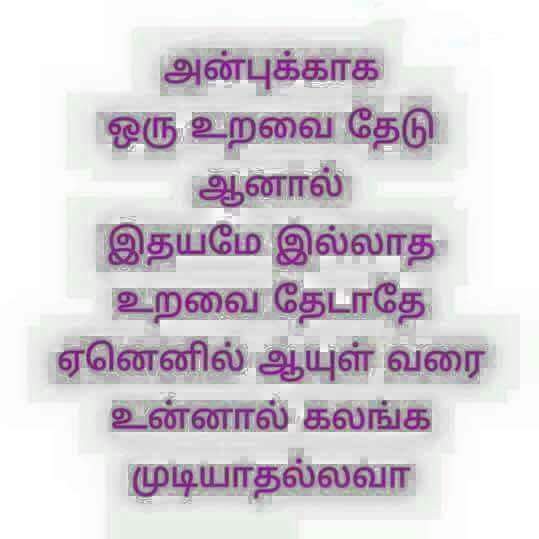 அன்புக்காக
ஒரு உறவை தேடு
ஆனால்
இதயமே இல்லாத
உறவை தேடாதே
ஏனெனில் ஆயுள் வரை
உன்னால் கலங்க
முடியாதல்லவா